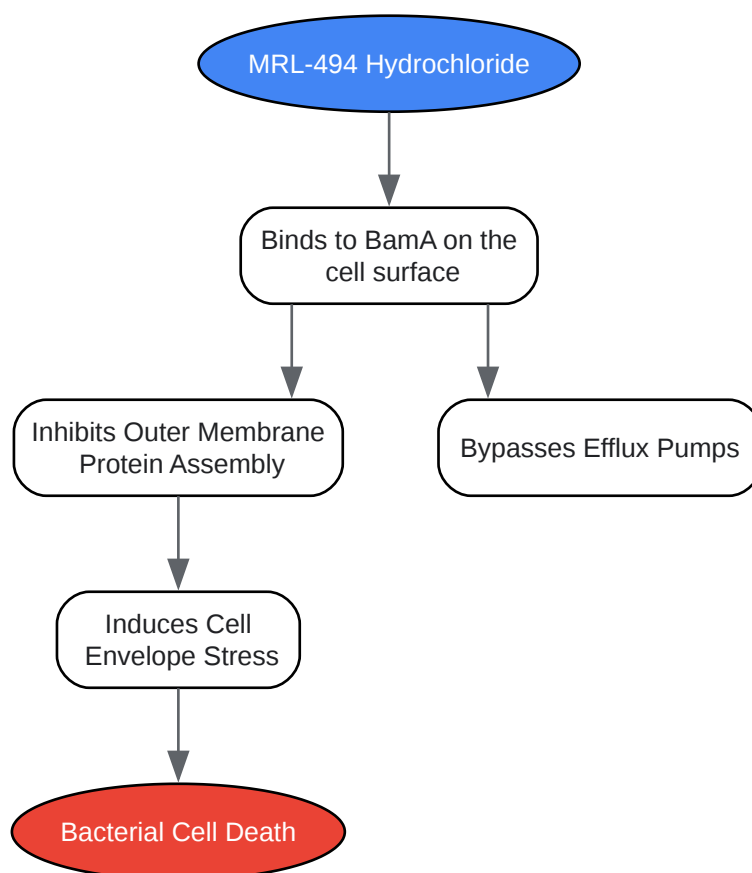 MRL-494 Hydrochloride
Binds to BamA on the
cell surface
Inhibits Outer Membrane
Protein Assembly
Bypasses Efflux Pumps
Induces Cell
Envelope Stress
Bacterial Cell Death